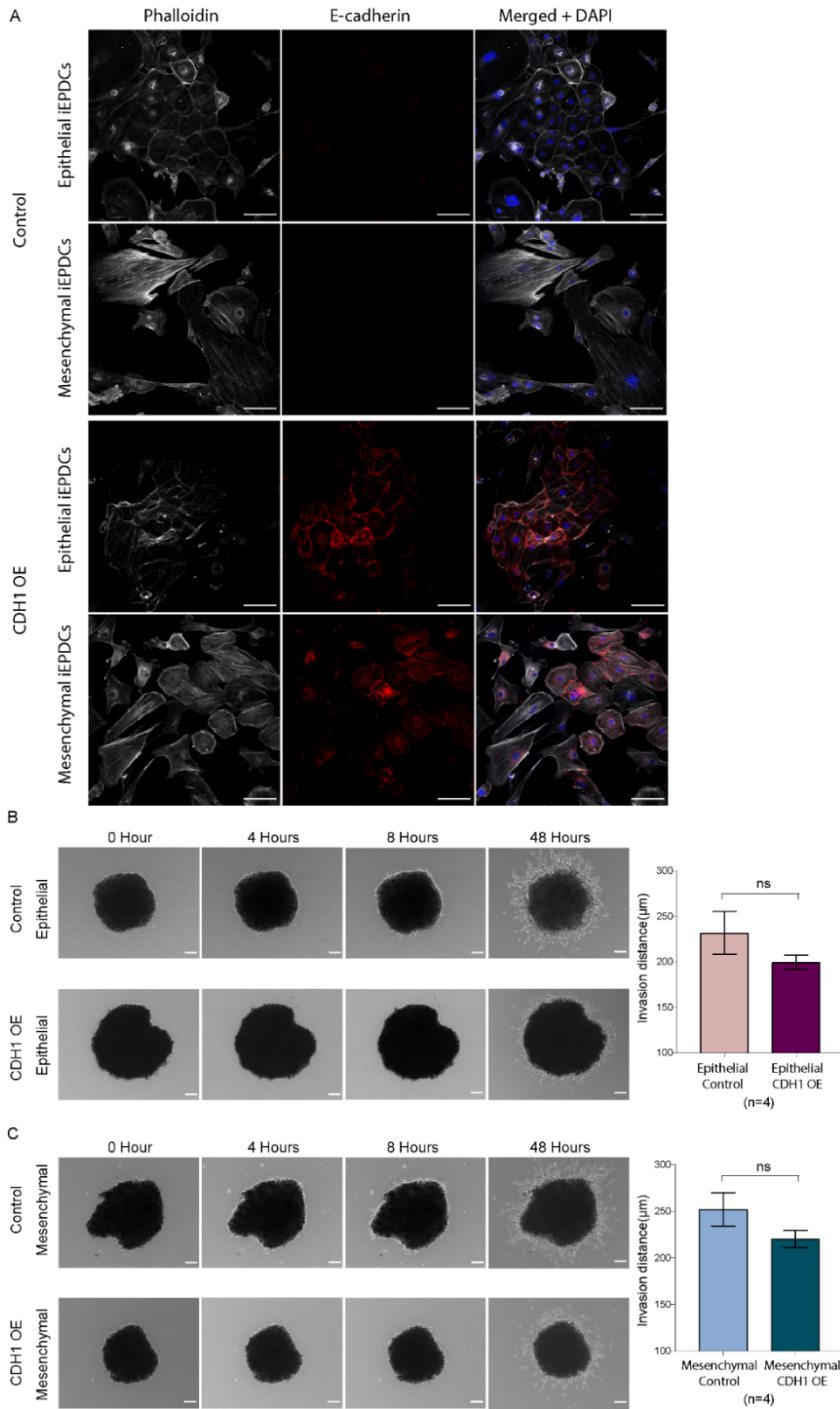 A
Phalloidin E-cadherin Merged + DAPI
Control
Epithelial iEPDCs
Mesenchymal iEPDCs
CDH1 OE
Epithelial iEPDCs
Mesenchymal iEPDCs
B
0 Hour 4 Hours 8 Hours 48 Hours
Control
Epithelial
CDH1 OE
Epithelial
Invasion distance(µm)
300
250
200
150
100
ns
Epithelial Epithelial
Control CDH1 OE
(n=4)
C
0 Hour 4 Hours 8 Hours 48 Hours
Control
Mesenchymal
CDH1 OE
Mesenchymal
Invasion distance(µm)
300
250
200
150
100
ns
Mesenchymal Mesenchymal
Control CDH1 OE
(n=4)